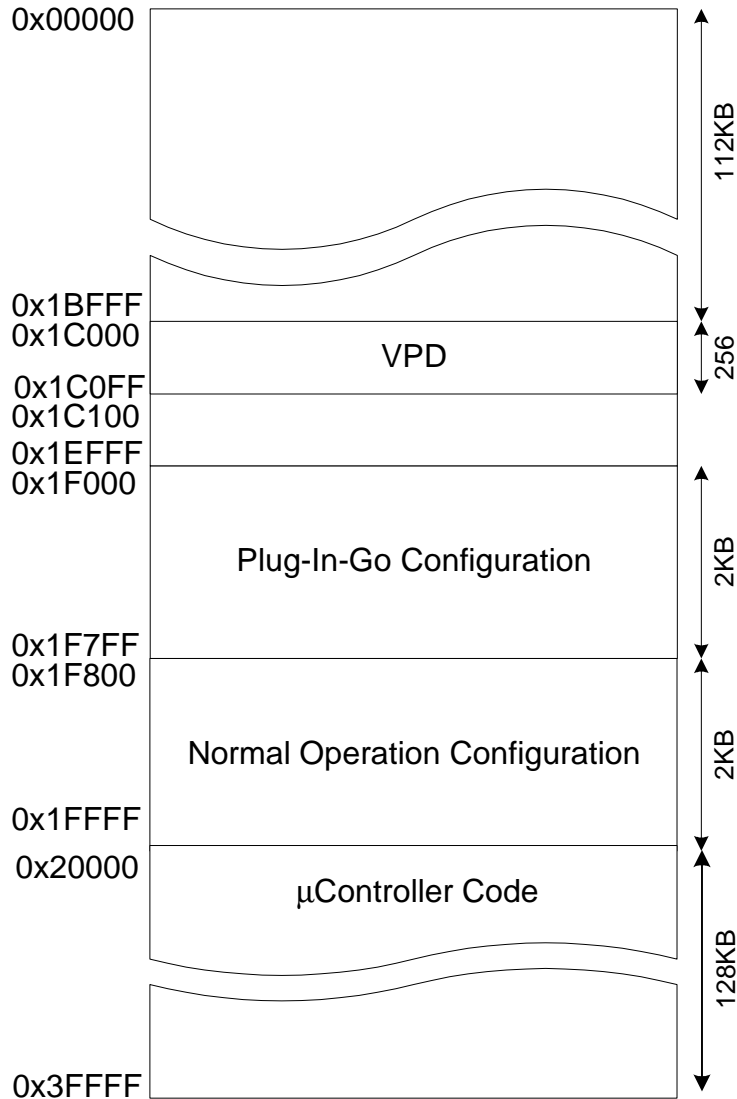 0x00000
112KB
0x1BFFF
0x1C000
VPD
256
0x1C0FF
0x1C100
0x1EFFF
0x1F000
Plug-In-Go Configuration
2KB
0x1F7FF
0x1F800
Normal Operation Configuration
2KB
0x1FFFF
0x20000
μController Code
128KB
0x3FFFF